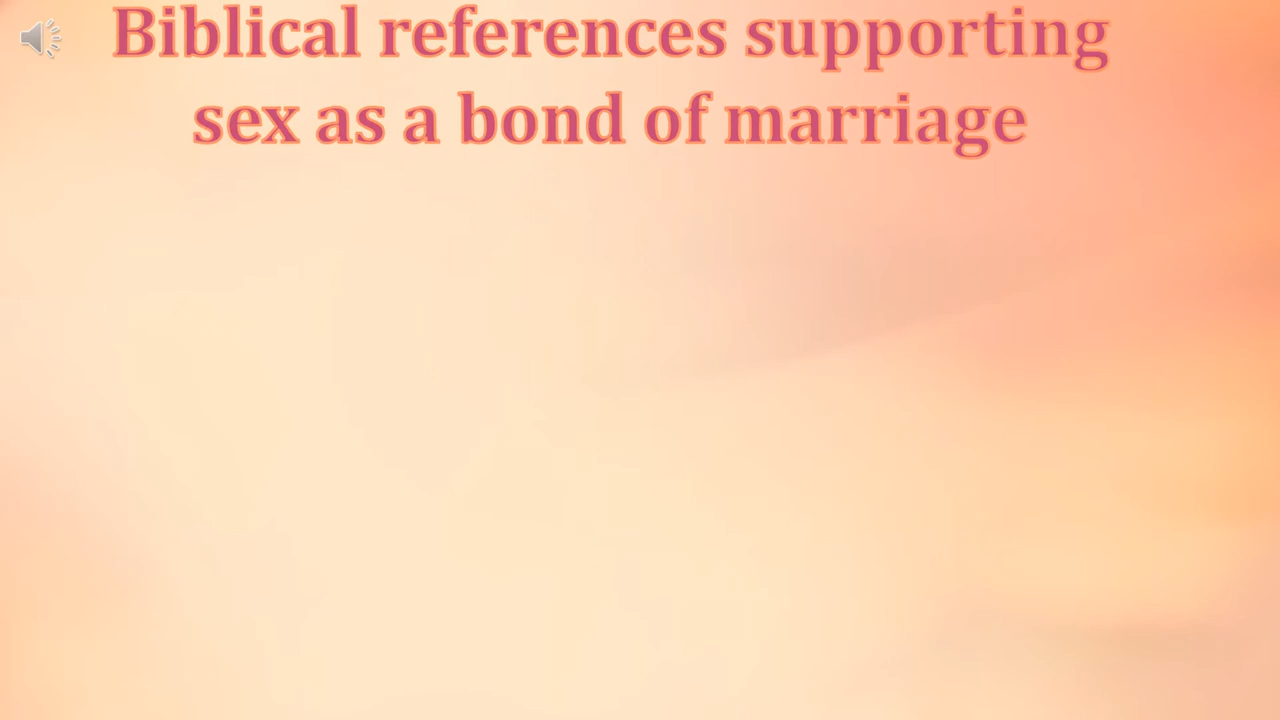 Biblical references supporting
sex as a bond of marriage